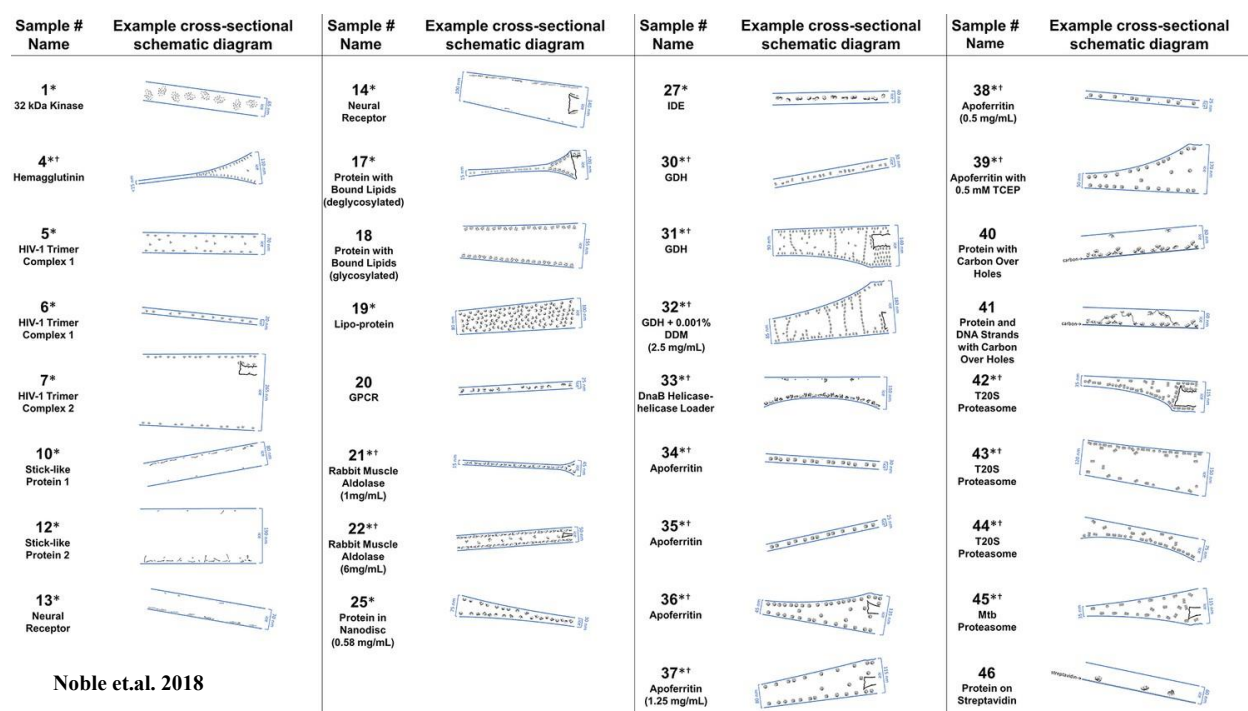 Sample #
Name
Example cross-sectional
schematic diagram
1*
32 kDa Kinase
4*†
Hemagglutinin
5*
HIV-1 Trimer
Complex 1
6*
HIV-1 Trimer
Complex 1
7*
HIV-1 Trimer
Complex 2
10*
Stick-like
Protein 1
12*
Stick-like
Protein 2
13*
Neural
Receptor
Noble et.al. 2018
Sample #
Name
Example cross-sectional
schematic diagram
14*
Neural
Receptor
17*
Protein with
Bound Lipids
(deglycosylated)
18
Protein with
Bound Lipids
(glycosylated)
19*
Lipo-protein
20
GPCR
21*†
Rabbit Muscle
Aldolase
(1mg/mL)
22*†
Rabbit Muscle
Aldolase
(6mg/mL)
25*
Protein in
Nanodisc
(0.58 mg/mL)
Sample #
Name
Example cross-sectional
schematic diagram
27*
IDE
30*†
GDH
31*†
GDH
32*†
GDH + 0.001%
DDM
(2.5 mg/mL)
33*†
DnaB Helicase-
helicase Loader
34*†
Apoferritin
35*†
Apoferritin
36*†
Apoferritin
37*†
Apoferritin
(1.25 mg/mL)
Sample #
Name
Example cross-sectional
schematic diagram
38*†
Apoferritin
(0.5 mg/mL)
39*†
Apoferritin with
0.5 mM TCEP
40
Protein with
Carbon Over
Holes
carbon
41
Protein and
DNA Strands
with Carbon
Over Holes
carbon
42*†
T20S
Proteasome
43*†
T20S
Proteasome
44*†
T20S
Proteasome
45*†
Mtb
Proteasome
46
Protein on
Streptavidin
streptavidin